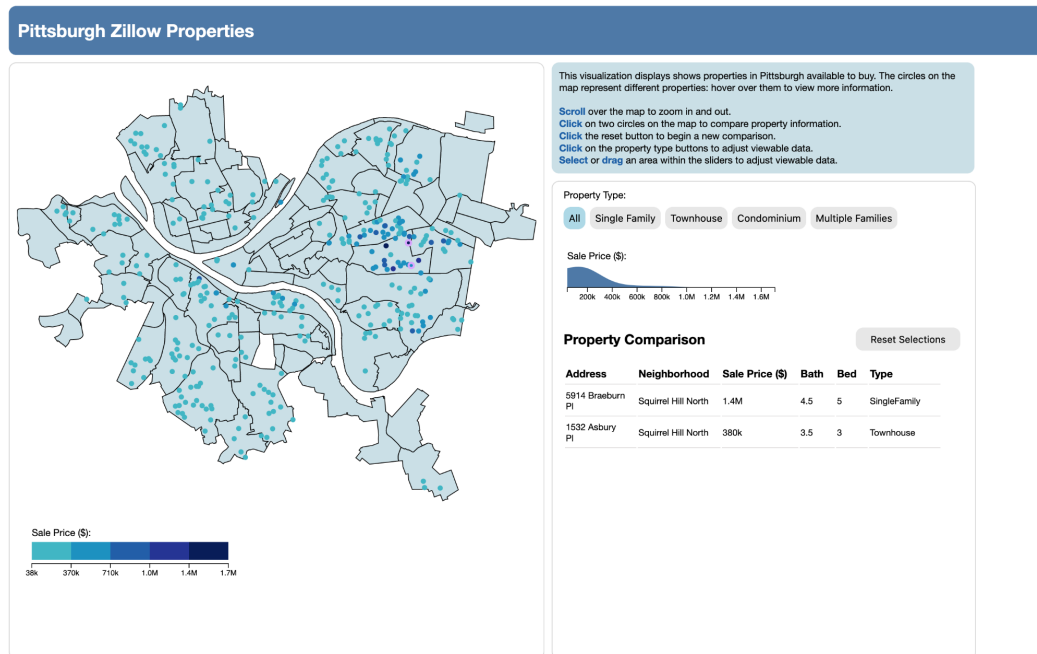 Pittsburgh Zillow Properties
This visualization displays shows properties in Pittsburgh available to buy. The circles on the
map represent different properties: hover over them to view more information.
Scroll over the map to zoom in and out.
Click on two circles on the map to compare property information.
Click the reset button to begin a new comparison.
Click on the property type buttons to adjust viewable data.
Select or drag an area within the sliders to adjust viewable data.
Property Type:
All Single Family Townhouse Condominium Multiple Families
Sale Price ($):
200k 400k 600k 800k 1.0M 1.2M 1.4M 1.6M
Property Comparison Reset Selections
Address Neighborhood Sale Price ($) Bath Bed Type
5914 Braeburn
Pl Squirrel Hill North 1.4M 4.5 5 SingleFamily
1532 Asbury
Pl Squirrel Hill North 380k 3.5 3 Townhouse
Sale Price ($):
38k 370k 710k 1.0M 1.4M 1.7M